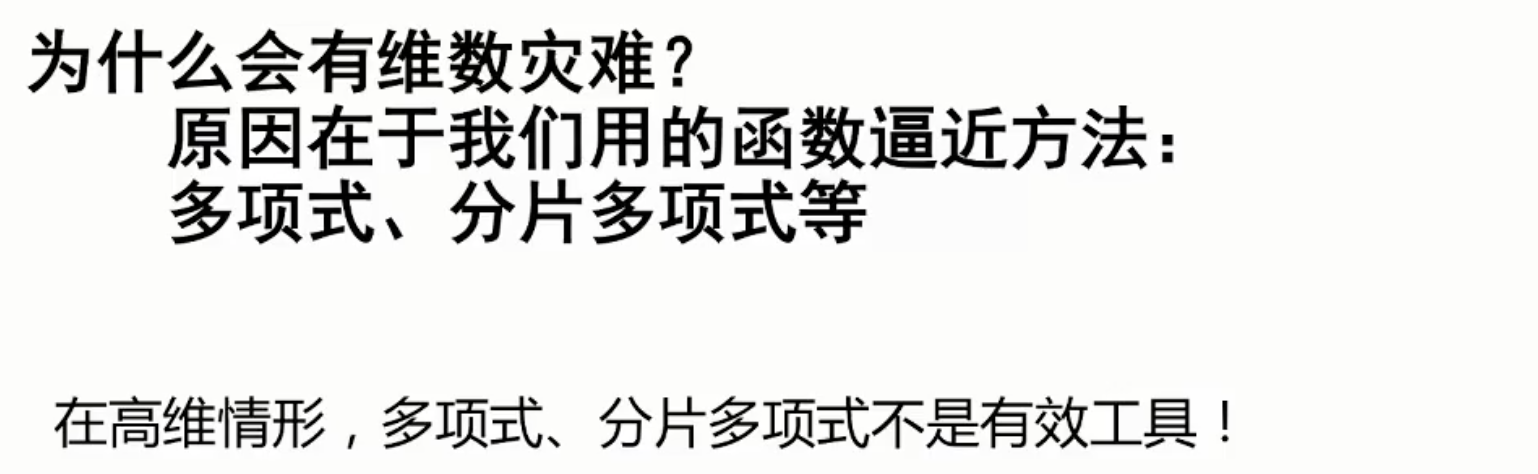 为什么会有维数灾难？
原因在于我们用的函数逼近方法：
多项式、分片多项式等
在高维情形，多项式、分片多项式不是有效工具！